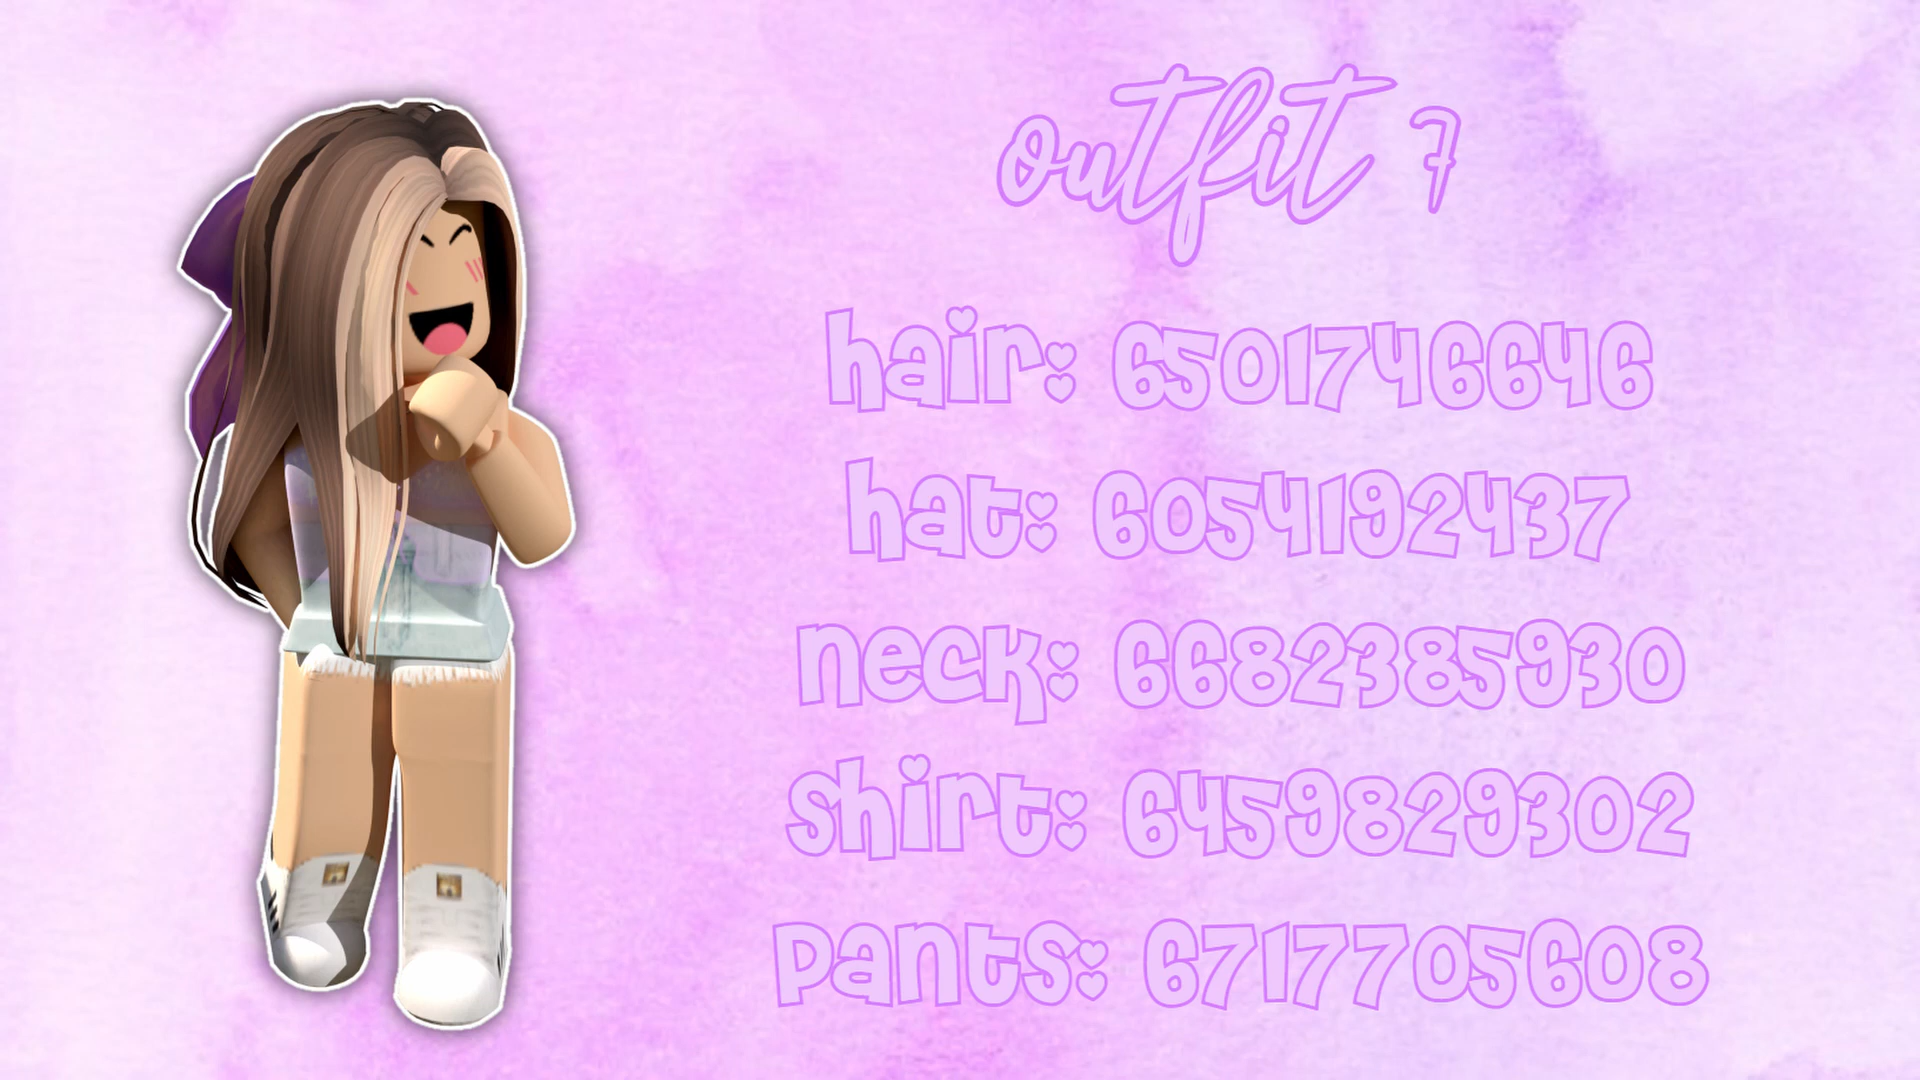 outfit 7
hair: 6501746646
hat: 6054192437
neck: 6682385930
shirt: 6459829302
pants: 6717705608